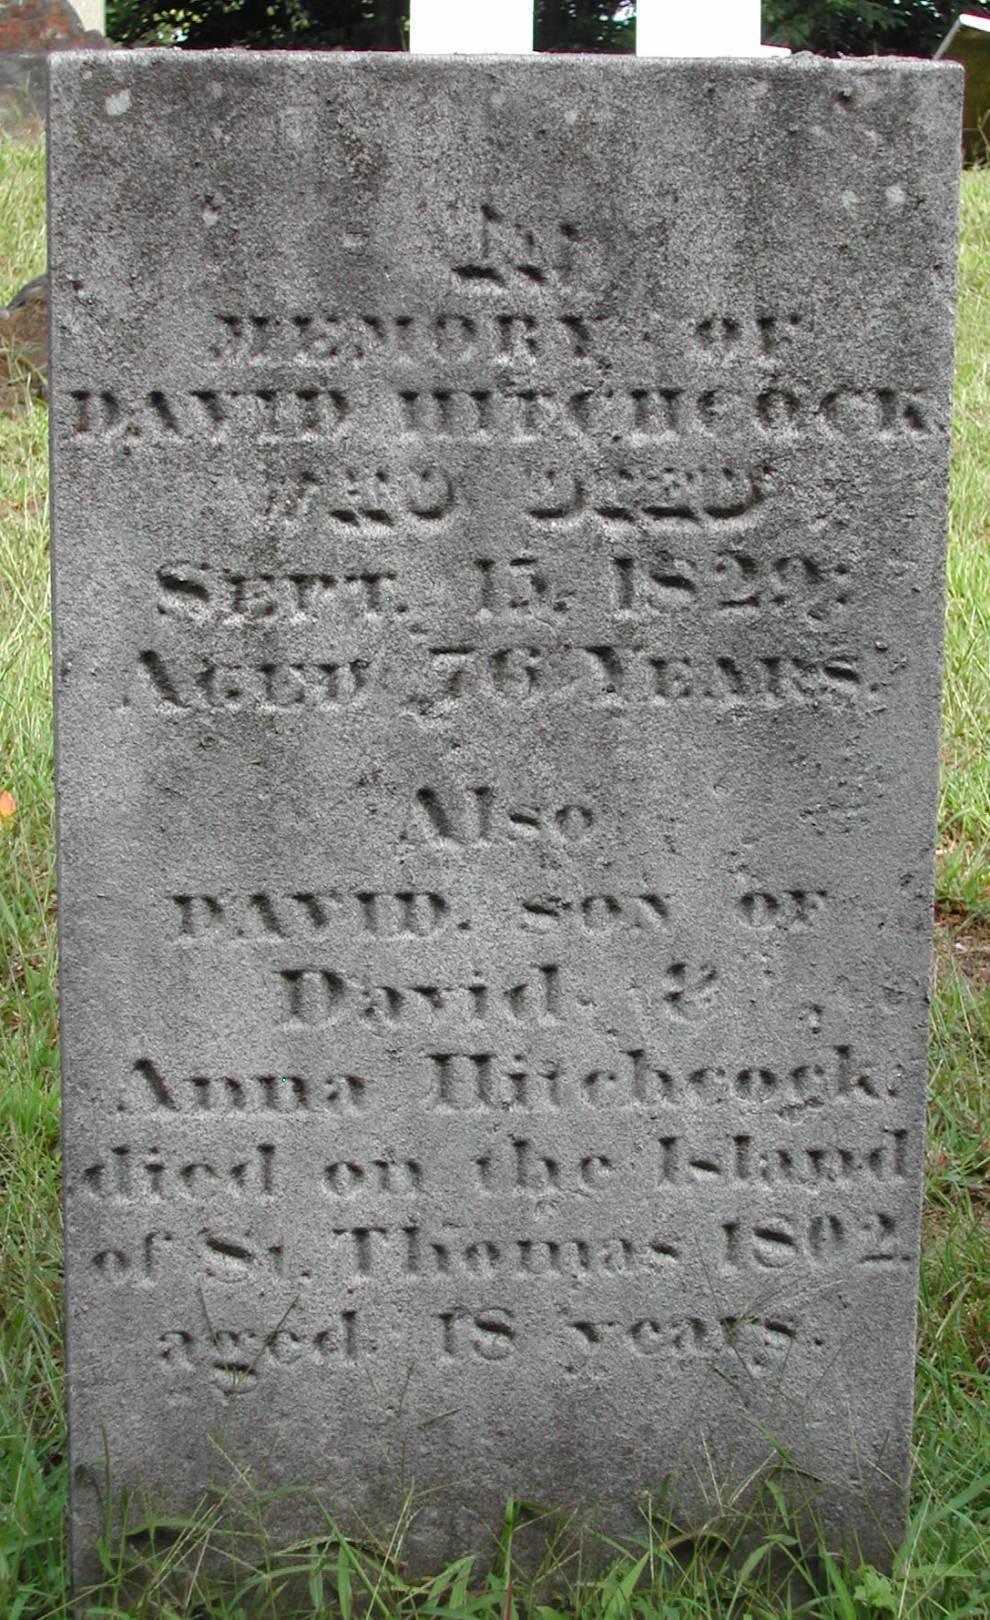 In
MEMORY OF
DAVID HITCHCOCK
WHO DIED
SEPT. 15, 1829;
AGED 76 YEARS.
Also
DAVID. SON OF
David. &
Anna Hitchcock.
died on the Island
of St. Thomas 1802.
aged 18 years.